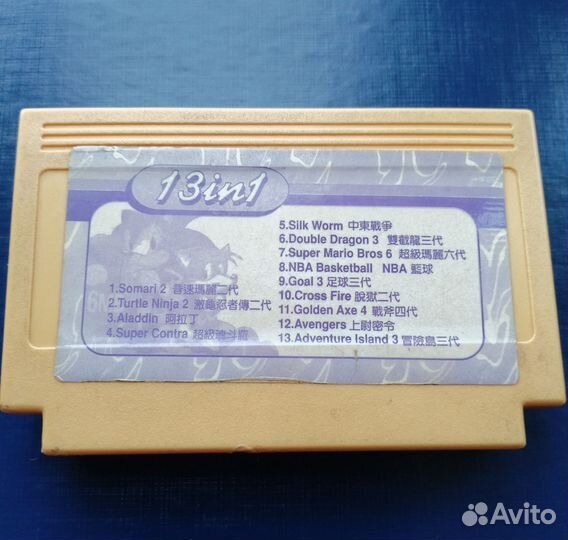 13in1
1.Somari 2 音速瑪麗二代
2.Turtle Ninja 2 激龜忍者傳二代
3.Aladdin 阿拉丁
4.Super Contra 超級魂斗羅
5.Silk Worm 中東戰爭
6.Double Dragon 3 雙截龍三代
7.Super Mario Bros 6 超級瑪麗六代
8.NBA Basketball NBA 籃球
9.Goal 3 足球三代
10.Cross Fire 脫獄二代
11.Golden Axe 4 戰斧四代
12.Avengers 上尉密令
13.Adventure Island 3 冒險島三代
Avito